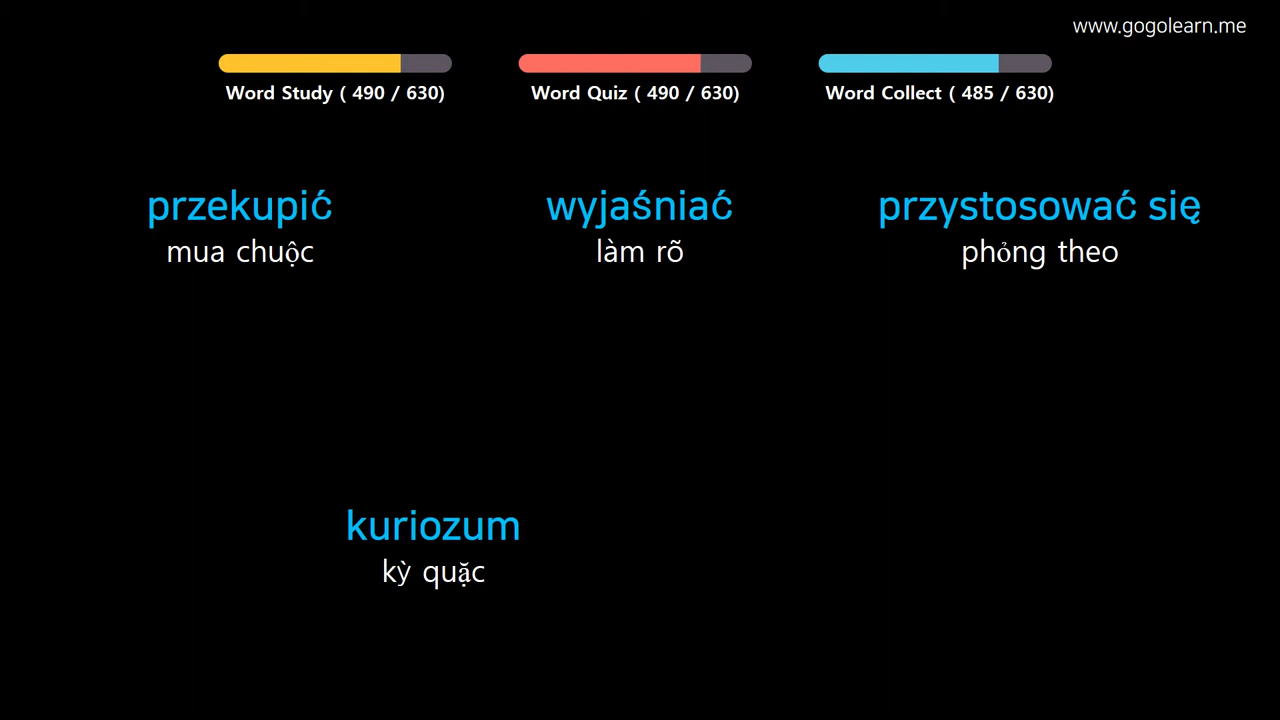 www.gogolearn.me
Word Study ( 490 / 630)
Word Quiz ( 490 / 630)
Word Collect ( 485 / 630)
przekupić
mua chuộc
wyjaśniać
làm rõ
przystosować się
phỏng theo
kuriozum
kỳ quặc